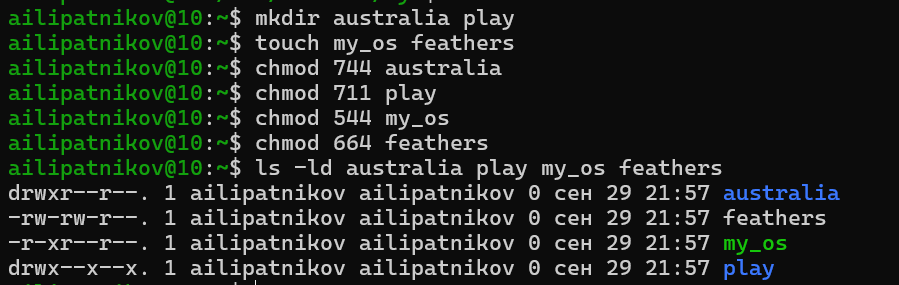 ailipatnikov@10:~$ mkdir australia play
ailipatnikov@10:~$ touch my_os feathers
ailipatnikov@10:~$ chmod 744 australia
ailipatnikov@10:~$ chmod 711 play
ailipatnikov@10:~$ chmod 544 my_os
ailipatnikov@10:~$ chmod 664 feathers
ailipatnikov@10:~$ ls -ld australia play my_os feathers
drwxr--r--. 1 ailipatnikov ailipatnikov 0 сен 29 21:57 australia
-rw-rw-r--. 1 ailipatnikov ailipatnikov 0 сен 29 21:57 feathers
-r-xr--r--. 1 ailipatnikov ailipatnikov 0 сен 29 21:57 my_os
drwx--x--x. 1 ailipatnikov ailipatnikov 0 сен 29 21:57 play